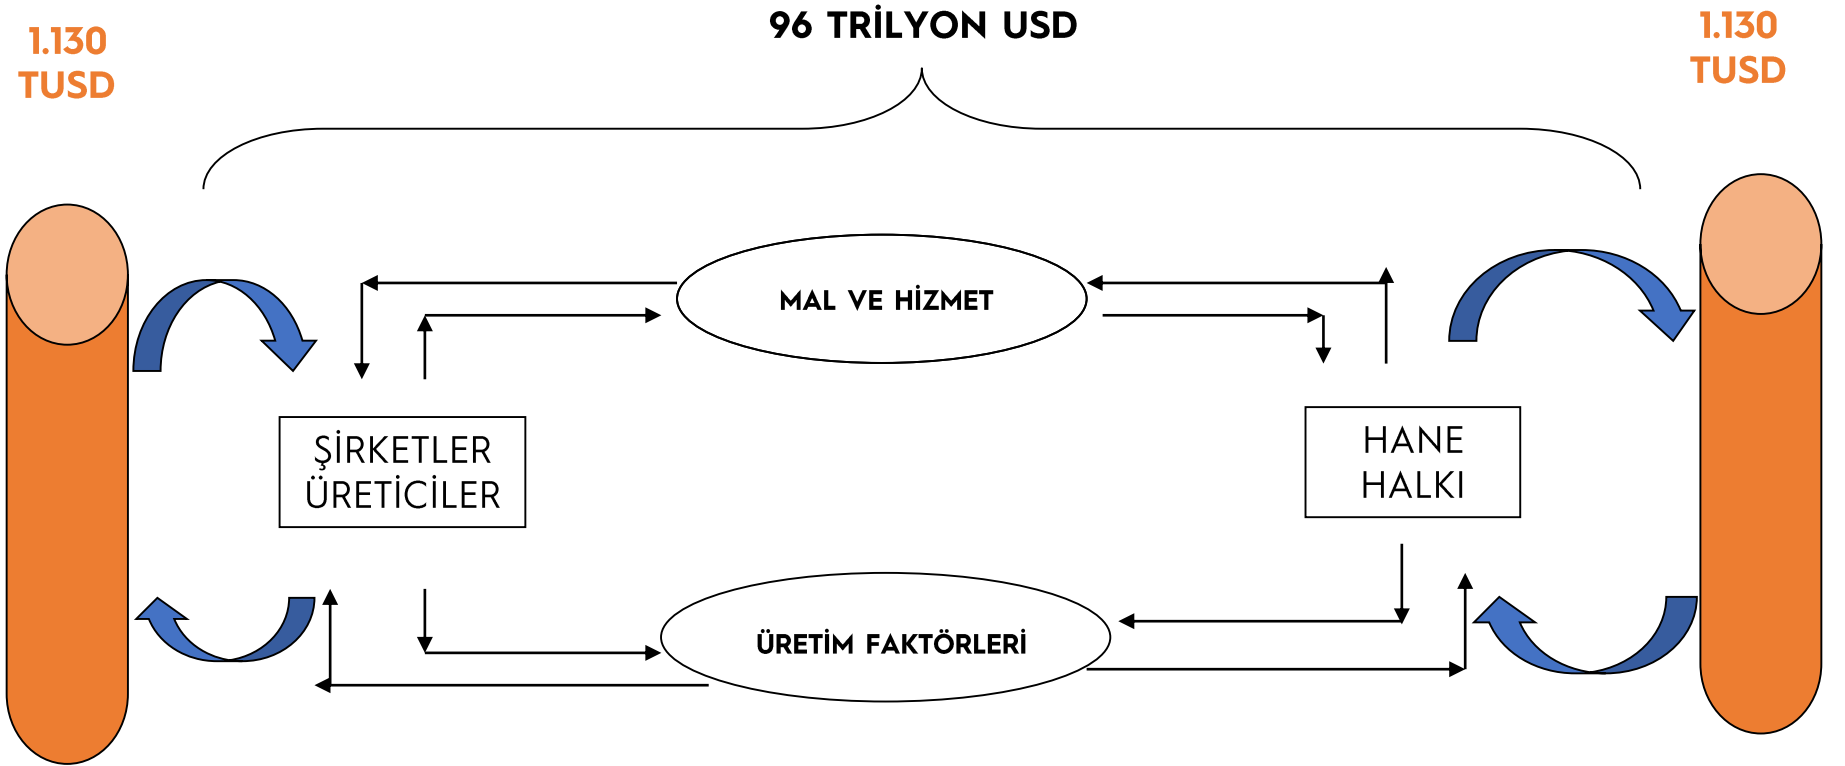 96 TRİLYON USD
1.130
TUSD
1.130
TUSD
MAL VE HİZMET
ŞİRKETLER
ÜRETİCİLER
HANE
HALKI
ÜRETİM FAKTÖRLERİ